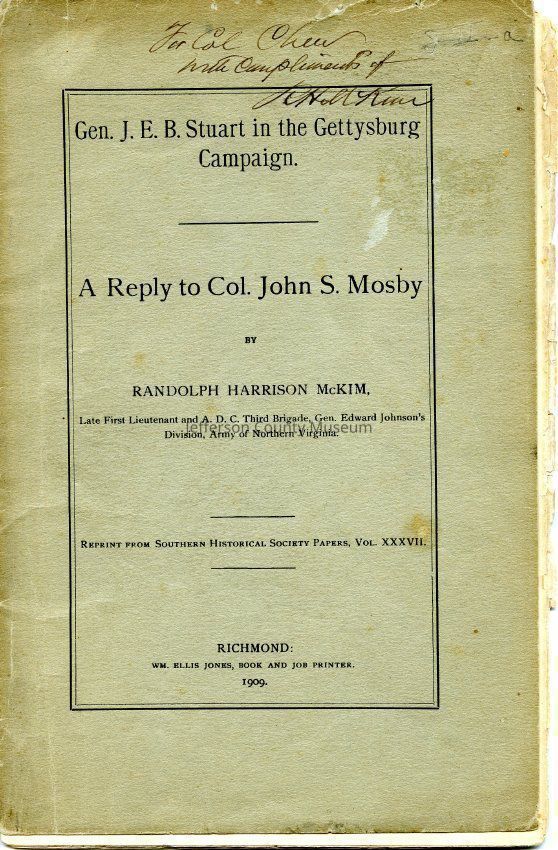 For Col Chew
with compliments of
RHMcKim
Gen. J. E. B. Stuart in the Gettysburg
Campaign.
A Reply to Col. John S. Mosby
BY
RANDOLPH HARRISON McKIM,
Late First Lieutenant and A. D. C. Third Brigade, Gen. Edward Johnson's
Division, Army of Northern Virginia.
Jefferson County Museum
REPRINT FROM SOUTHERN HISTORICAL SOCIETY PAPERS, VOL. XXXVII.
RICHMOND:
WM. ELLIS JONES, BOOK AND JOB PRINTER.
1909.